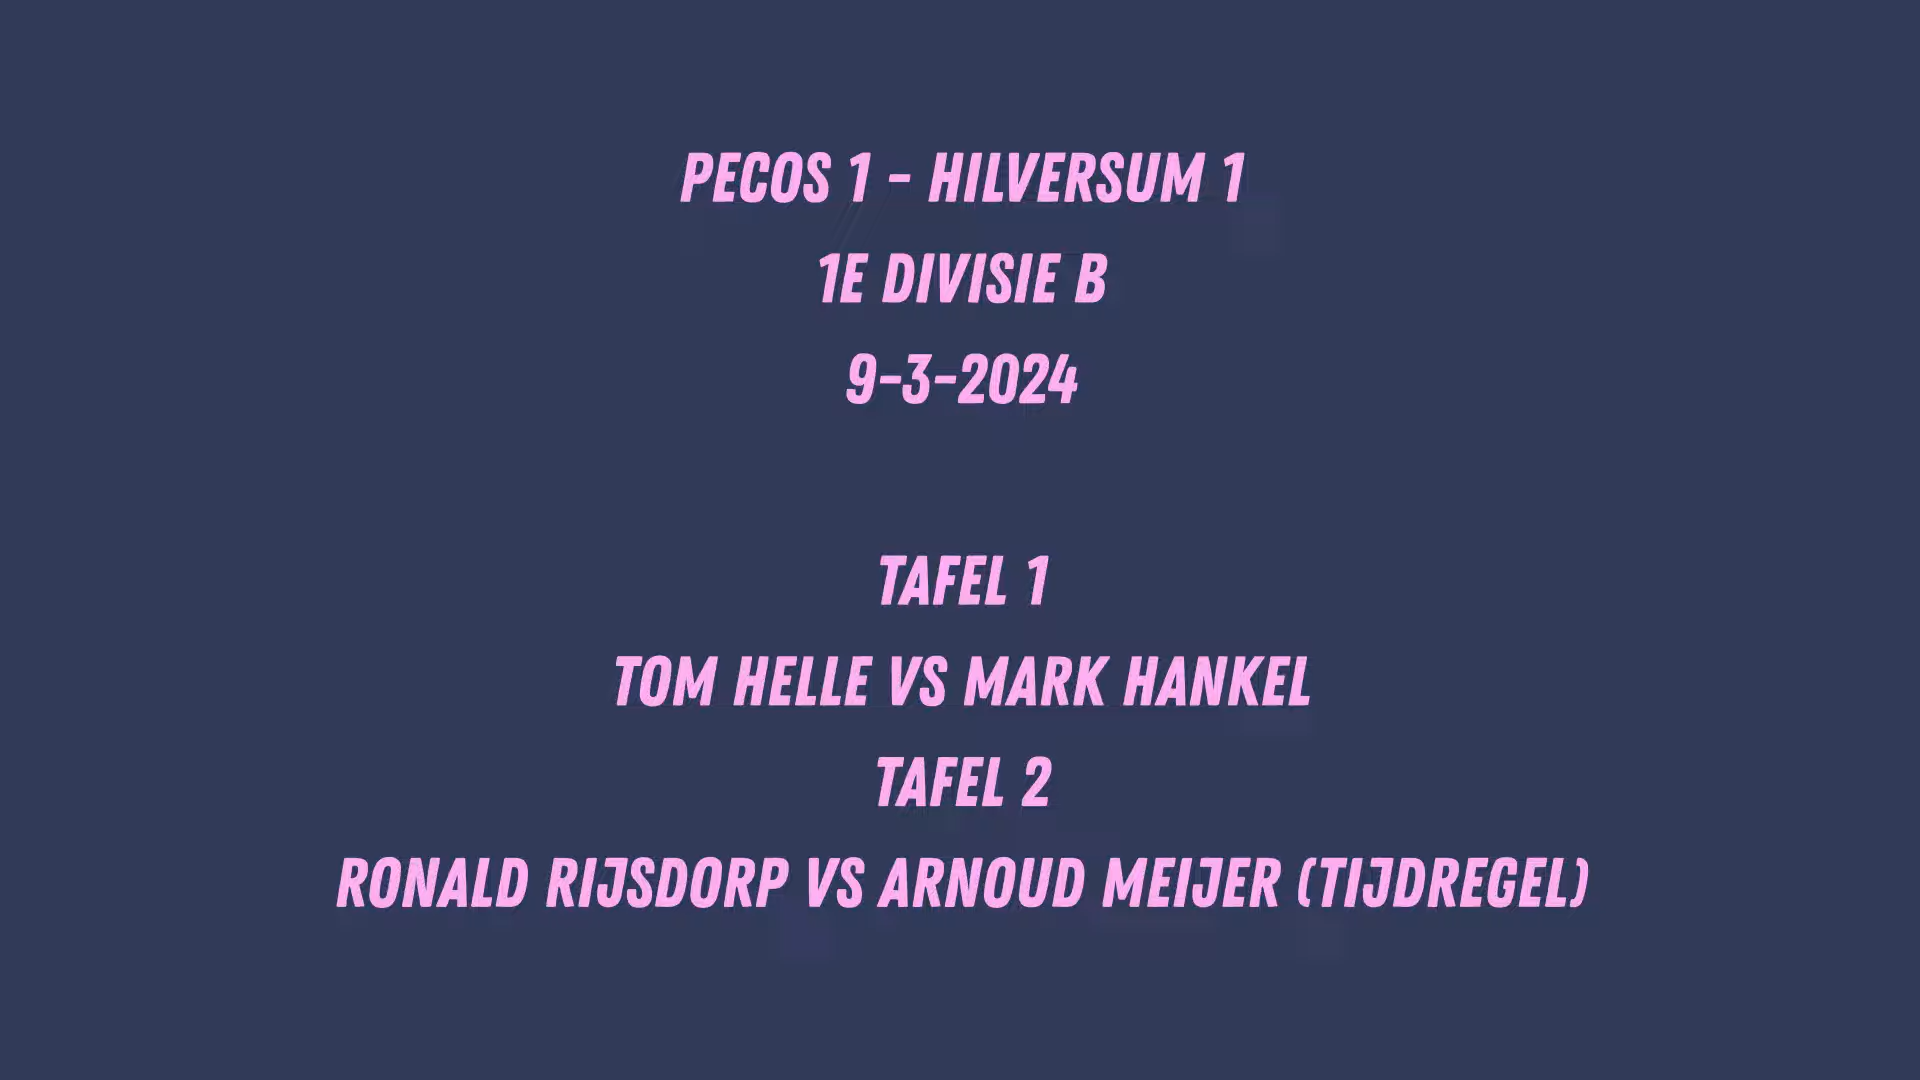 PECOS 1 - HILVERSUM 1
1E DIVISIE B
9-3-2024
TAFEL 1
TOM HELLE VS MARK HANKEL
TAFEL 2
RONALD RIJSDORP VS ARNOUD MEIJER (TIJDREGEL)